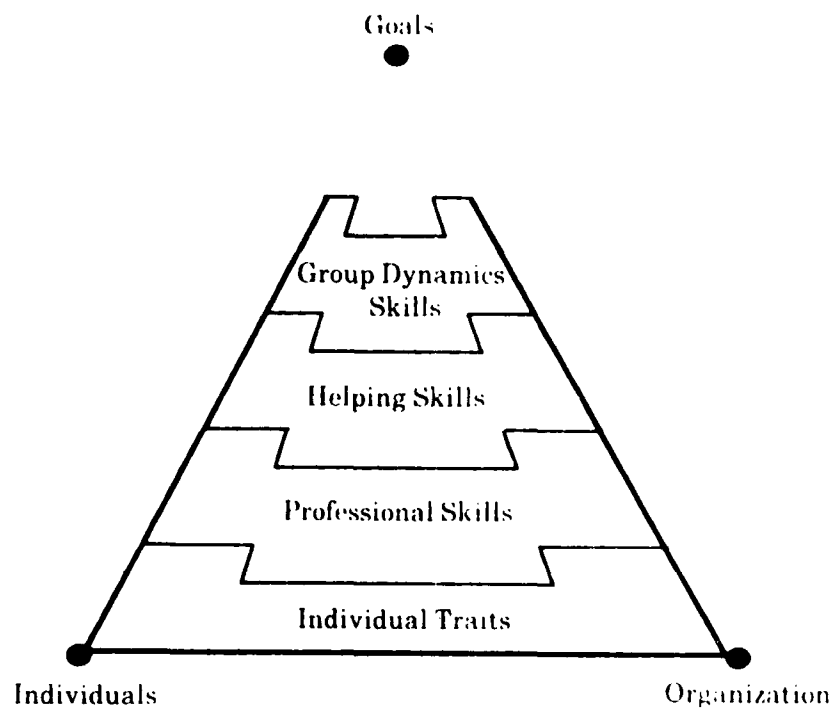 Goals
Group Dynamics
Skills
Helping Skills
Professional Skills
Individual Traits
Individuals
Organization